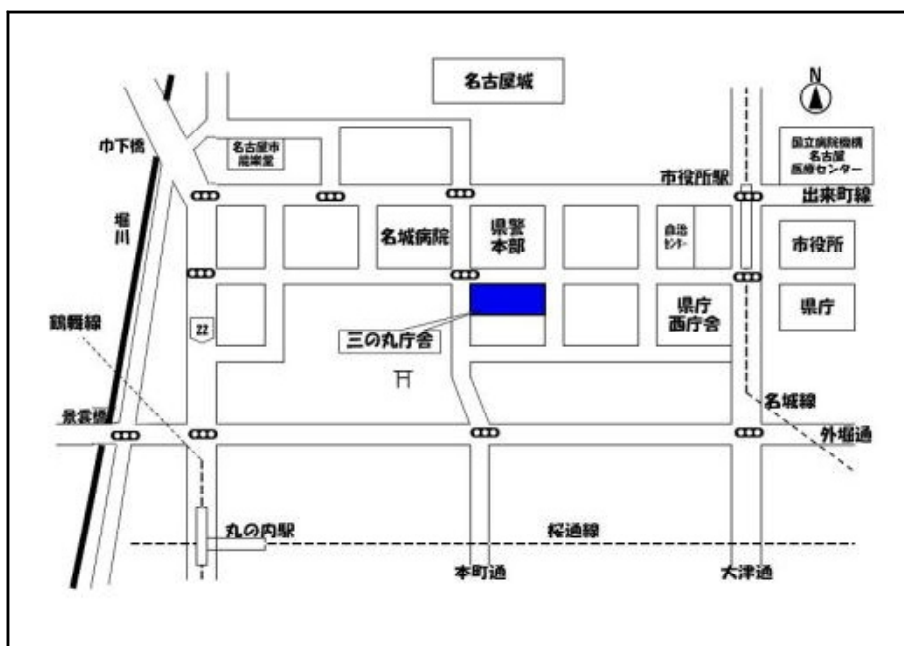 名古屋城
N
巾下橋
名古屋市
能楽堂
国立病院機構
名古屋
医療センター
市役所駅
出来町線
堀川
名城病院
県警
本部
自治
センター
市役所
鶴舞線
22
三の丸庁舎
県庁
西庁舎
県庁
景雲橋
名城線
外堀通
丸の内駅
桜通線
本町通
大津通